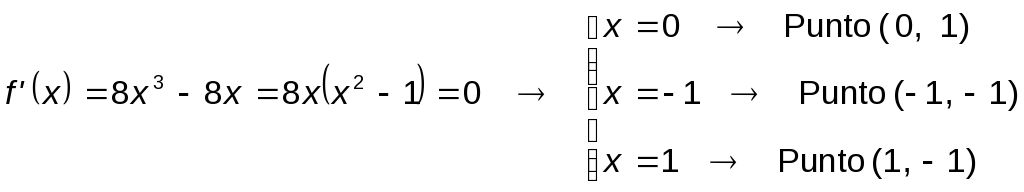 x = 0 → Punto (0, 1)
f'(x) = 8x³ - 8x = 8x(x² - 1) = 0 → x = -1 → Punto (-1, -1)
x = 1 → Punto (1, -1)